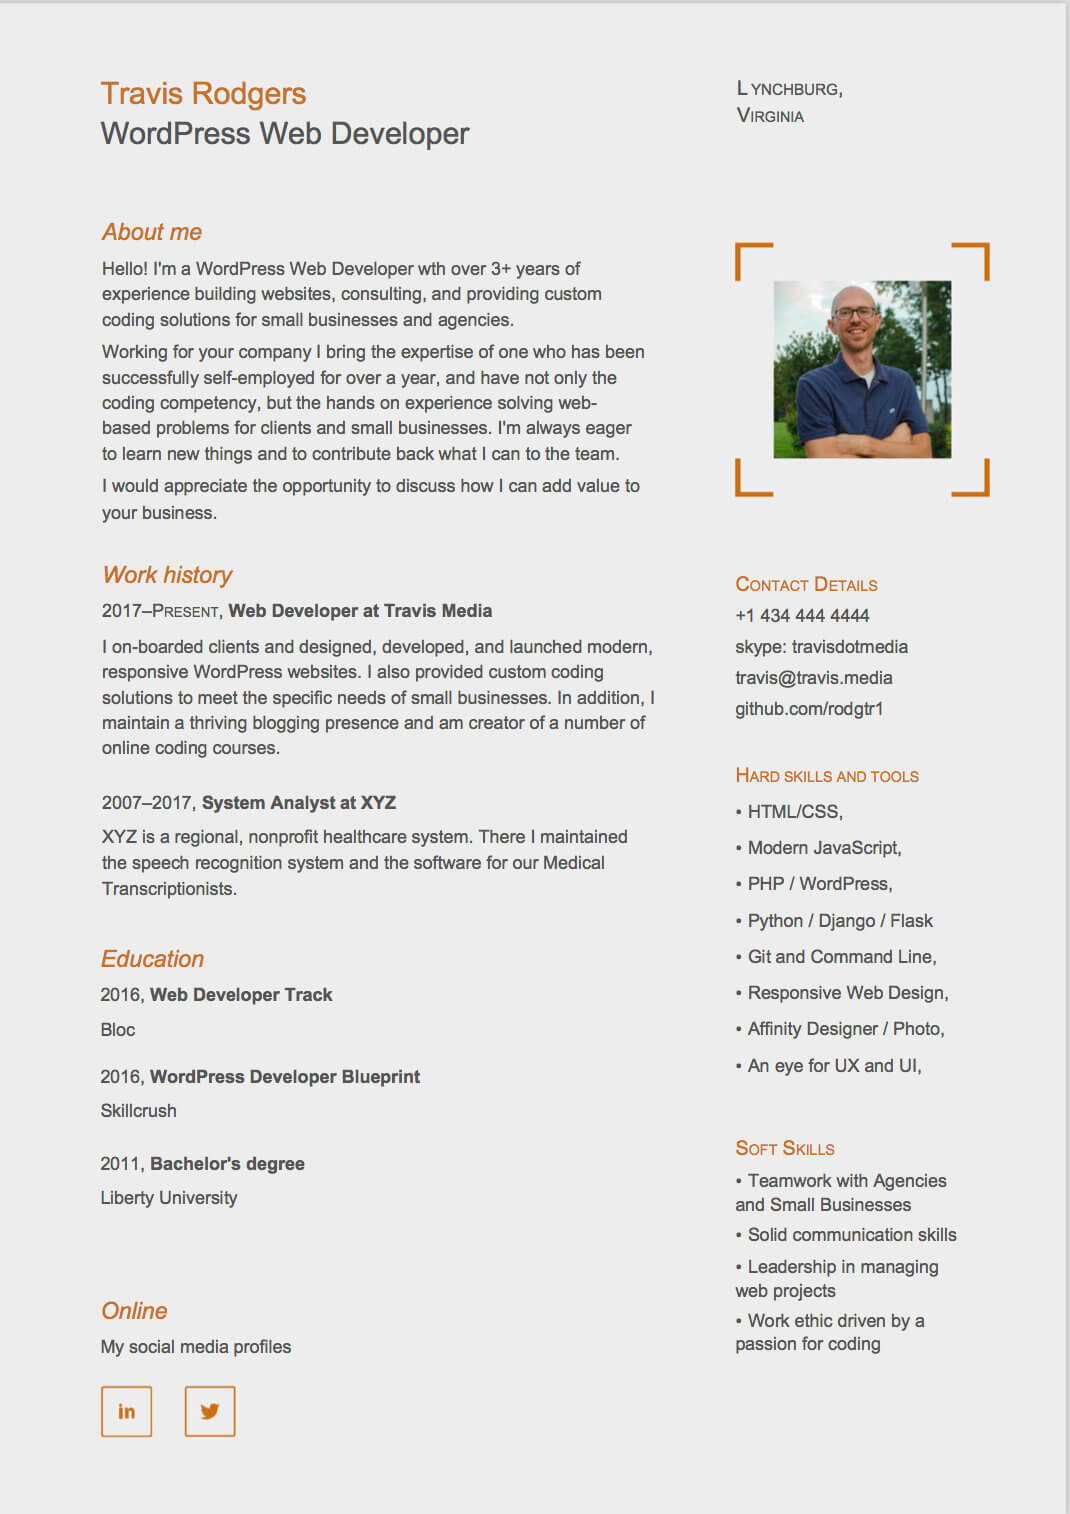 Travis Rodgers
WordPress Web Developer
Lynchburg,
Virginia
About me
Hello! I'm a WordPress Web Developer wth over 3+ years of
experience building websites, consulting, and providing custom
coding solutions for small businesses and agencies.
Working for your company I bring the expertise of one who has been
successfully self-employed for over a year, and have not only the
coding competency, but the hands on experience solving web-
based problems for clients and small businesses. I'm always eager
to learn new things and to contribute back what I can to the team.
I would appreciate the opportunity to discuss how I can add value to
your business.
Work history
2017–Present, Web Developer at Travis Media
I on-boarded clients and designed, developed, and launched modern,
responsive WordPress websites. I also provided custom coding
solutions to meet the specific needs of small businesses. In addition, I
maintain a thriving blogging presence and am creator of a number of
online coding courses.
2007–2017, System Analyst at XYZ
XYZ is a regional, nonprofit healthcare system. There I maintained
the speech recognition system and the software for our Medical
Transcriptionists.
Education
2016, Web Developer Track
Bloc
2016, WordPress Developer Blueprint
Skillcrush
2011, Bachelor's degree
Liberty University
Online
My social media profiles
in
Contact Details
+1 434 444 4444
skype: travisdotmedia
travis@travis.media
github.com/rodgtr1
Hard skills and tools
• HTML/CSS,
• Modern JavaScript,
• PHP / WordPress,
• Python / Django / Flask
• Git and Command Line,
• Responsive Web Design,
• Affinity Designer / Photo,
• An eye for UX and UI,
Soft Skills
• Teamwork with Agencies
and Small Businesses
• Solid communication skills
• Leadership in managing
web projects
• Work ethic driven by a
passion for coding